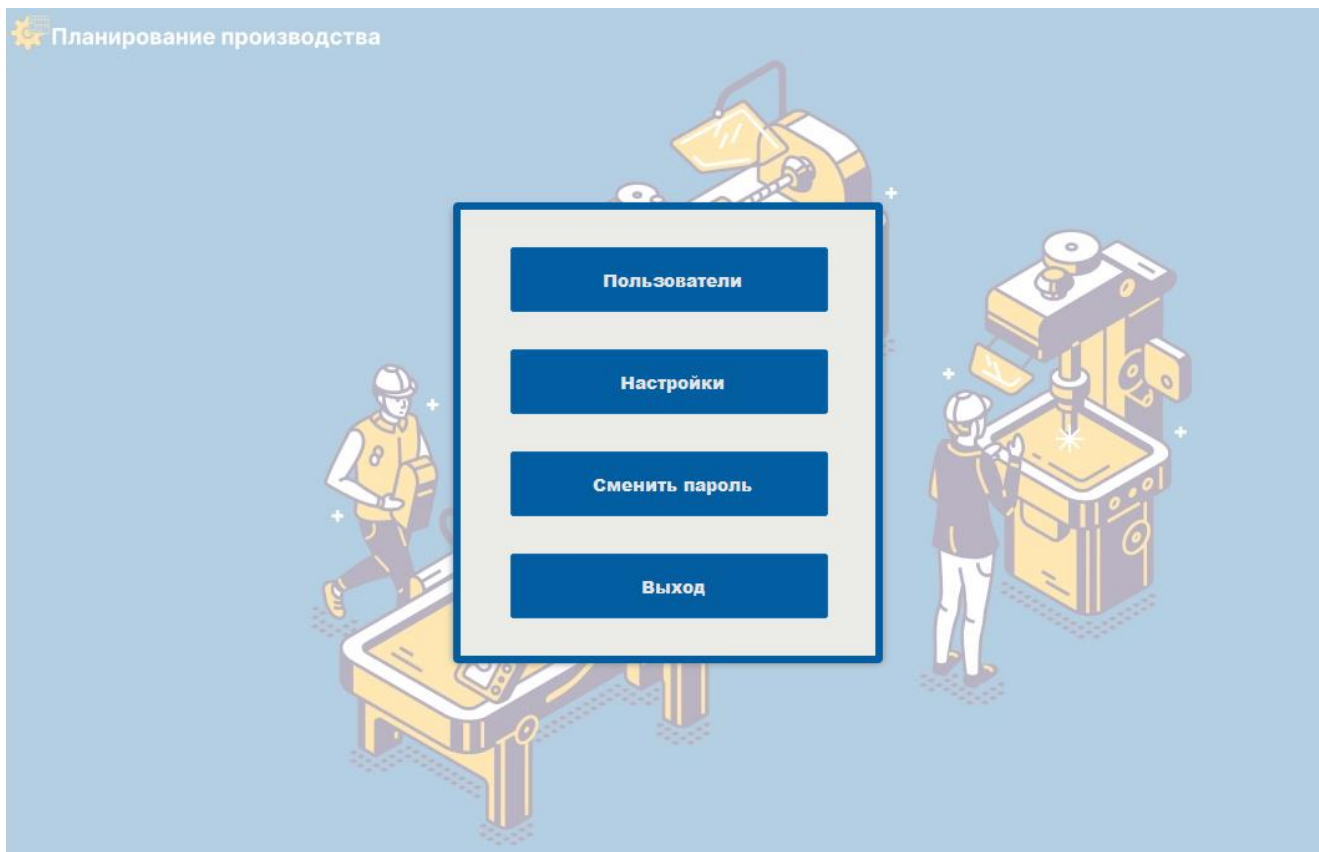 Планирование производства
Пользователи
Настройки
Сменить пароль
Выход